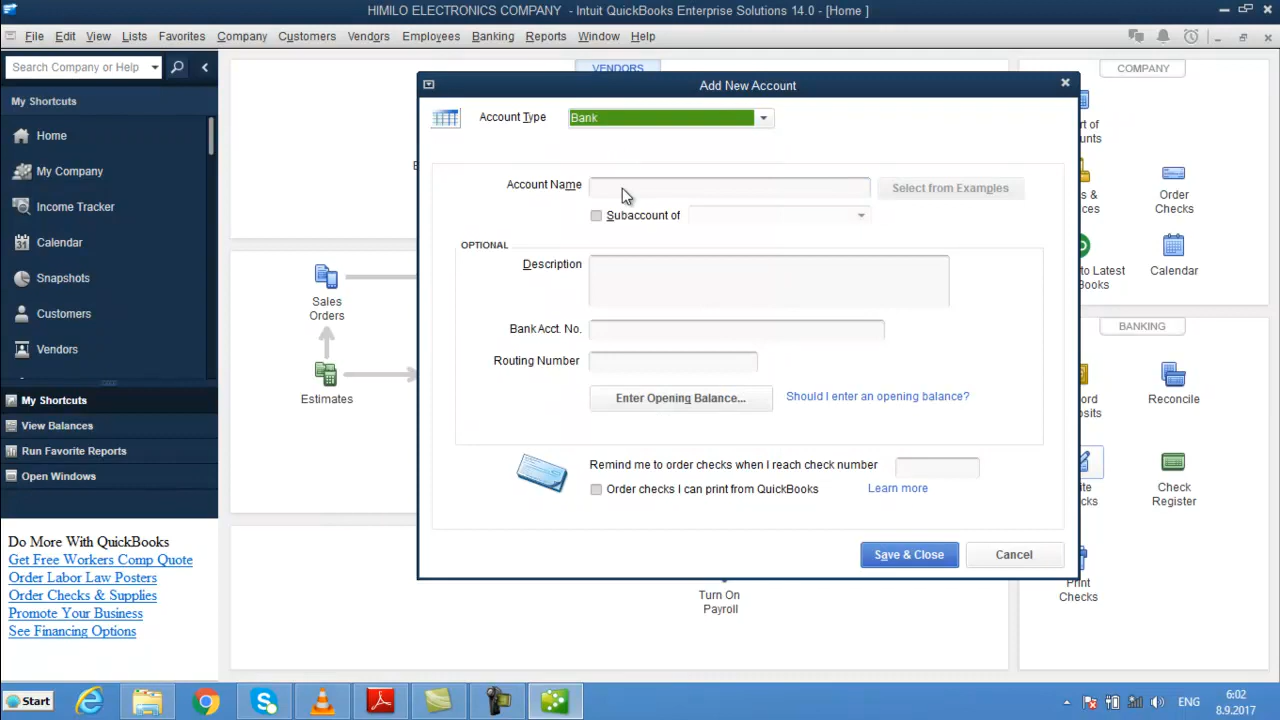 HIMILO ELECTRONICS COMPANY - Intuit QuickBooks Enterprise Solutions 14.0 - [Home ]
File Edit View Lists Favorites Company Customers Vendors Employees Banking Reports Window Help
Search Company or Help
My Shortcuts
Home
My Company
Income Tracker
Calendar
Snapshots
Customers
Vendors
My Shortcuts
View Balances
Run Favorite Reports
Open Windows
Do More With QuickBooks
Get Free Workers Comp Quote
Order Labor Law Posters
Order Checks & Supplies
Promote Your Business
See Financing Options
VENDORS
Sales
Orders
Estimates
Turn On
Payroll
Add New Account
Account Type Bank
Account Name
Select from Examples
Subaccount of
OPTIONAL
Description
Bank Acct. No.
Routing Number
Enter Opening Balance...
Should I enter an opening balance?
Remind me to order checks when I reach check number
Order checks I can print from QuickBooks
Learn more
Save & Close
Cancel
COMPANY
Order
Checks
Calendar
BANKING
Reconcile
Check
Register
Print
Checks
Start
ENG
6:02
8.9.2017